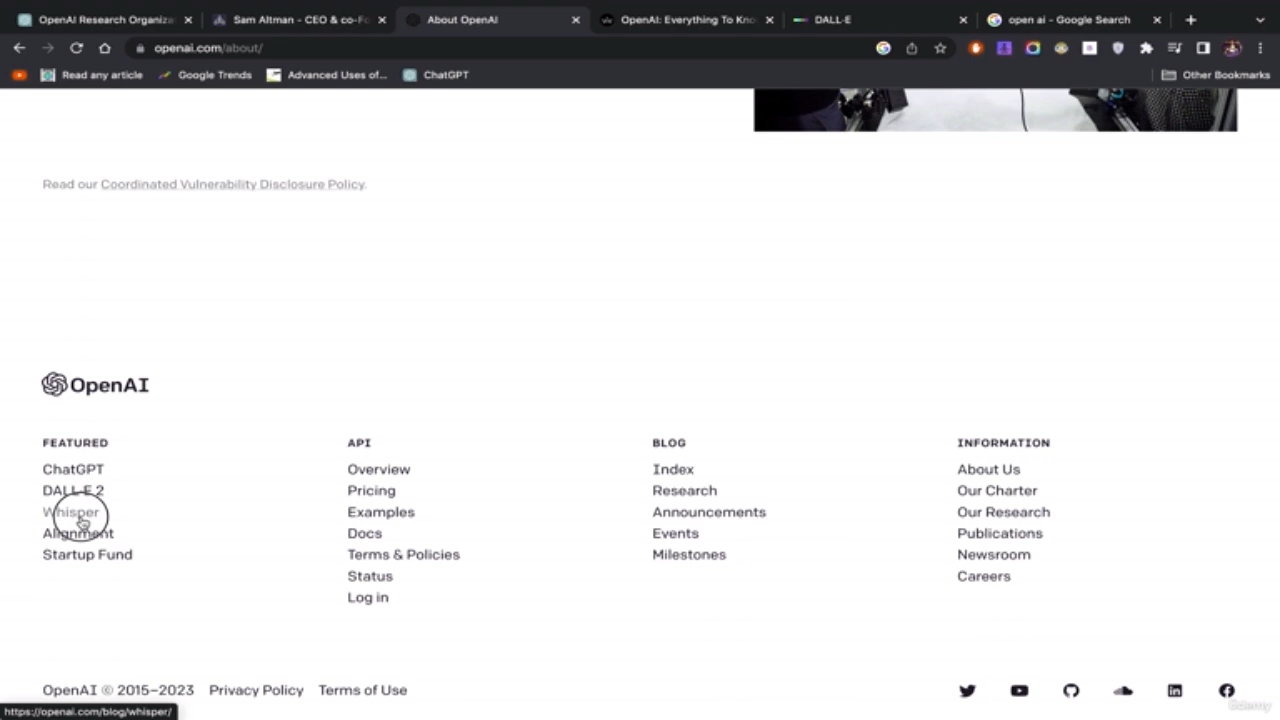 OpenAI Research Organiza
Sam Altman - CEO & co-Fo
About OpenAI
OpenAI: Everything To Kno
DALL·E
open ai - Google Search
openai.com/about/
Read any article
Google Trends
Advanced Uses of...
ChatGPT
Other Bookmarks
Read our Coordinated Vulnerability Disclosure Policy.
OpenAI
FEATURED
ChatGPT
DALL·E 2
Whisper
Alignment
Startup Fund
API
Overview
Pricing
Examples
Docs
Terms & Policies
Status
Log in
BLOG
Index
Research
Announcements
Events
Milestones
INFORMATION
About Us
Our Charter
Our Research
Publications
Newsroom
Careers
OpenAI © 2015–2023 Privacy Policy Terms of Use
https://openai.com/blog/whisper/
Udemy